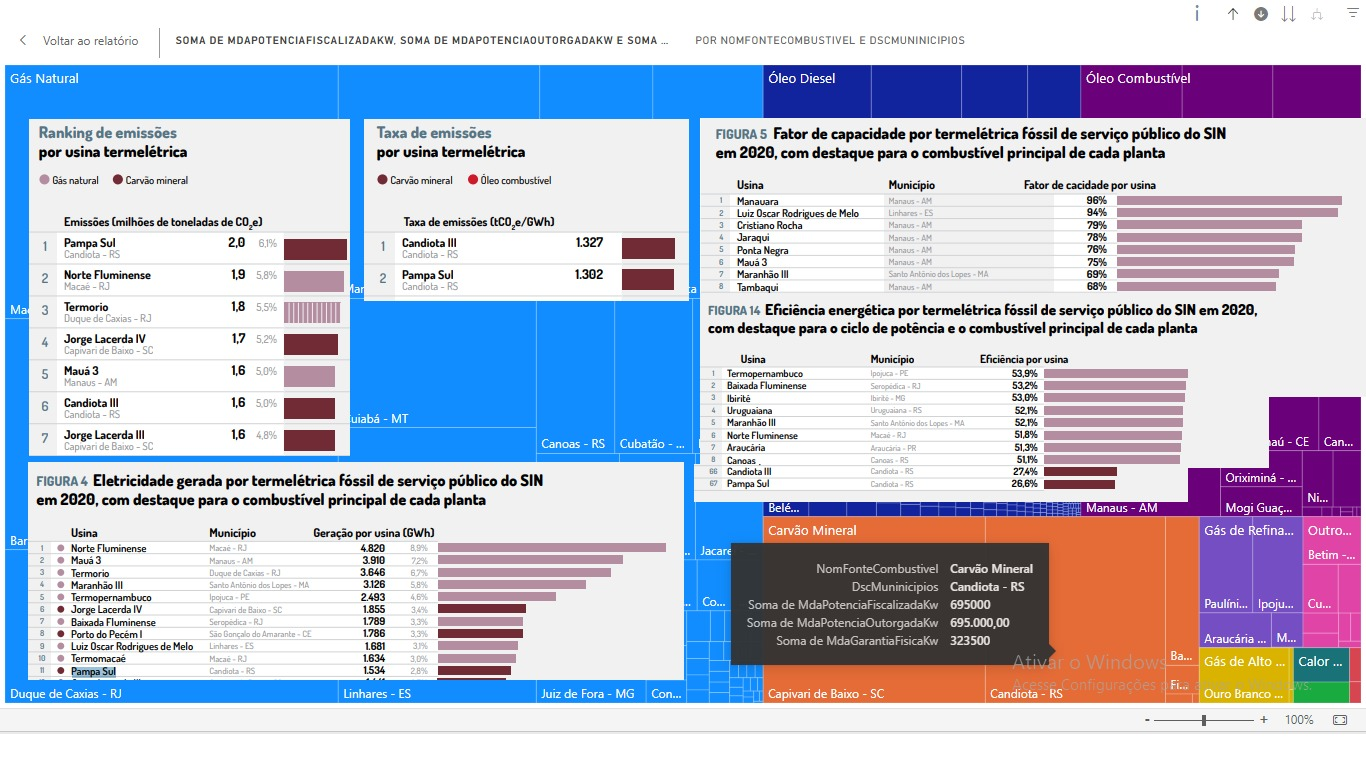 Voltar ao relatório
SOMA DE MDAPOTENCIAFISCALIZADAKW, SOMA DE MDAPOTENCIAOUTORGADAKW E SOMA ...
POR NOMFONTECOMBUSTIVEL E DSCMUNINICIPIOS
Gás Natural
Óleo Diesel
Óleo Combustível
Ranking de emissões
por usina termelétrica
Gás natural
Carvão mineral
Emissões (milhões de toneladas de CO2e)
1 Pampa Sul 2,0 6,1%
Candiota - RS
2 Norte Fluminense 1,9 5,8%
Macaé - RJ
3 Termorio 1,8 5,5%
Duque de Caxias - RJ
4 Jorge Lacerda IV 1,7 5,2%
Capivari de Baixo - SC
5 Mauá 3 1,6 5,0%
Manaus - AM
6 Candiota III 1,6 5,0%
Candiota - RS
7 Jorge Lacerda III 1,6 4,8%
Capivari de Baixo - SC
Taxa de emissões
por usina termelétrica
Carvão mineral
Óleo combustível
Taxa de emissões (tCO2e/GWh)
1 Candiota III 1.327
Candiota - RS
2 Pampa Sul 1.302
Candiota - RS
FIGURA 5 Fator de capacidade por termelétrica fóssil de serviço público do SIN
em 2020, com destaque para o combustível principal de cada planta
Usina Município Fator de cacidade por usina
1 Manauara Manaus - AM 96%
2 Luiz Oscar Rodrigues de Melo Linhares - ES 94%
3 Cristiano Rocha Manaus - AM 79%
4 Jaraqui Manaus - AM 78%
5 Ponta Negra Manaus - AM 76%
6 Mauá 3 Manaus - AM 75%
7 Maranhão III Santo Antônio dos Lopes - MA 69%
8 Tambaqui Manaus - AM 68%
FIGURA 14 Eficiência energética por termelétrica fóssil de serviço público do SIN em 2020,
com destaque para o ciclo de potência e o combustível principal de cada planta
Usina Município Eficiência por usina
1 Termopernambuco Ipojuca - PE 53,9%
2 Baixada Fluminense Seropédica - RJ 53,2%
3 Ibirité Ibirité - MG 53,0%
4 Uruguaiana Uruguaiana - RS 52,1%
5 Maranhão III Santo Antônio dos Lopes - MA 52,1%
6 Norte Fluminense Macaé - RJ 51,8%
7 Araucária Araucária - PR 51,3%
8 Canoas Canoas - RS 51,1%
66 Candiota III Candiota - RS 27,4%
67 Pampa Sul Candiota - RS 26,6%
FIGURA 4 Eletricidade gerada por termelétrica fóssil de serviço público do SIN
em 2020, com destaque para o combustível principal de cada planta
Usina Município Geração por usina (GWh)
1 Norte Fluminense Macaé - RJ 4.820 8,9%
2 Mauá 3 Manaus - AM 3.910 7,2%
3 Termorio Duque de Caxias - RJ 3.646 6,7%
4 Maranhão III Santo Antônio dos Lopes - MA 3.126 5,8%
5 Termopernambuco Ipojuca - PE 2.493 4,6%
6 Jorge Lacerda IV Capivari de Baixo - SC 1.855 3,4%
7 Baixada Fluminense Seropédica - RJ 1.789 3,3%
8 Porto do Pecém I São Gonçalo do Amarante - CE 1.786 3,3%
9 Luiz Oscar Rodrigues de Melo Linhares - ES 1.681 3,1%
10 Termomacaé Macaé - RJ 1.634 3,0%
11 Pampa Sul Candiota - RS 1.534 2,8%
uiabá - MT
Canoas - RS
Cubatão - ...
Jacare
Co...
Duque de Caxias - RJ
Linhares - ES
Juiz de Fora - MG
Con...
Belé...
Manaus - AM
aú - CE
Can...
Oriximiná - ...
Mogi Guaç...
Ni...
Carvão Mineral
NomFonteCombustivel Carvão Mineral
DscMuninicipios Candiota - RS
Soma de MdaPotenciaFiscalizadaKw 695000
Soma de MdaPotenciaOutorgadaKw 695.000,00
Soma de MdaGarantiaFisicaKw 323500
Capivari de Baixo - SC
Candiota - RS
Ba...
Fi...
Gás de Refina...
Paulíni...
Ipoju...
Araucária ...
M...
Outro...
Betim -...
Cu...
Gás de Alto ...
Ouro Branco ...
Calor ...
Ativar o Windows
Acesse Configurações para ativar o Windows.
100%